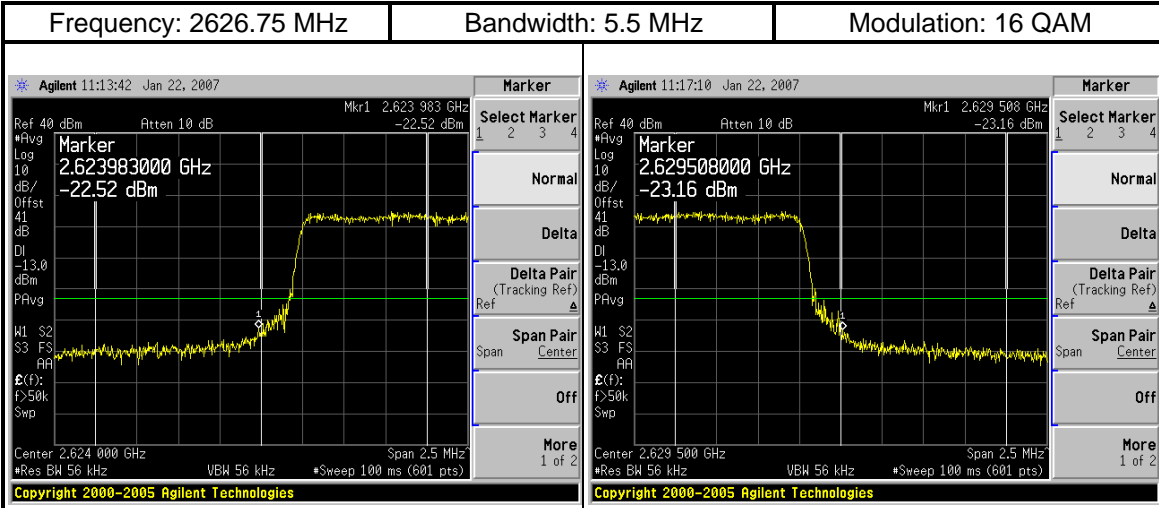 Frequency: 2626.75 MHz
Bandwidth: 5.5 MHz
Modulation: 16 QAM
Agilent 11:13:42 Jan 22, 2007
Marker
Mkr1 2.623 983 GHz
Ref 40 dBm
Atten 10 dB
-22.52 dBm
#Avg
Log
10
dB/
Offst
41
dB
DI
-13.0
dBm
PAvg
W1 S2
S3 FS
AA
£(f):
f>50k
Swp
Marker
2.623983000 GHz
-22.52 dBm
1
Center 2.624 000 GHz
Span 2.5 MHz^
#Res BW 56 kHz
VBW 56 kHz
#Sweep 100 ms (601 pts)
Select Marker
1 2 3 4
Normal
Delta
Delta Pair
(Tracking Ref)
Ref Δ
Span Pair
Span Center
Off
More
1 of 2
Copyright 2000-2005 Agilent Technologies
Agilent 11:17:10 Jan 22, 2007
Marker
Mkr1 2.629 508 GHz
Ref 40 dBm
Atten 10 dB
-23.16 dBm
#Avg
Log
10
dB/
Offst
41
dB
DI
-13.0
dBm
PAvg
W1 S2
S3 FS
AA
£(f):
f>50k
Swp
Marker
2.629508000 GHz
-23.16 dBm
1
Center 2.629 500 GHz
Span 2.5 MHz^
#Res BW 56 kHz
VBW 56 kHz
#Sweep 100 ms (601 pts)
Select Marker
1 2 3 4
Normal
Delta
Delta Pair
(Tracking Ref)
Ref Δ
Span Pair
Span Center
Off
More
1 of 2
Copyright 2000-2005 Agilent Technologies